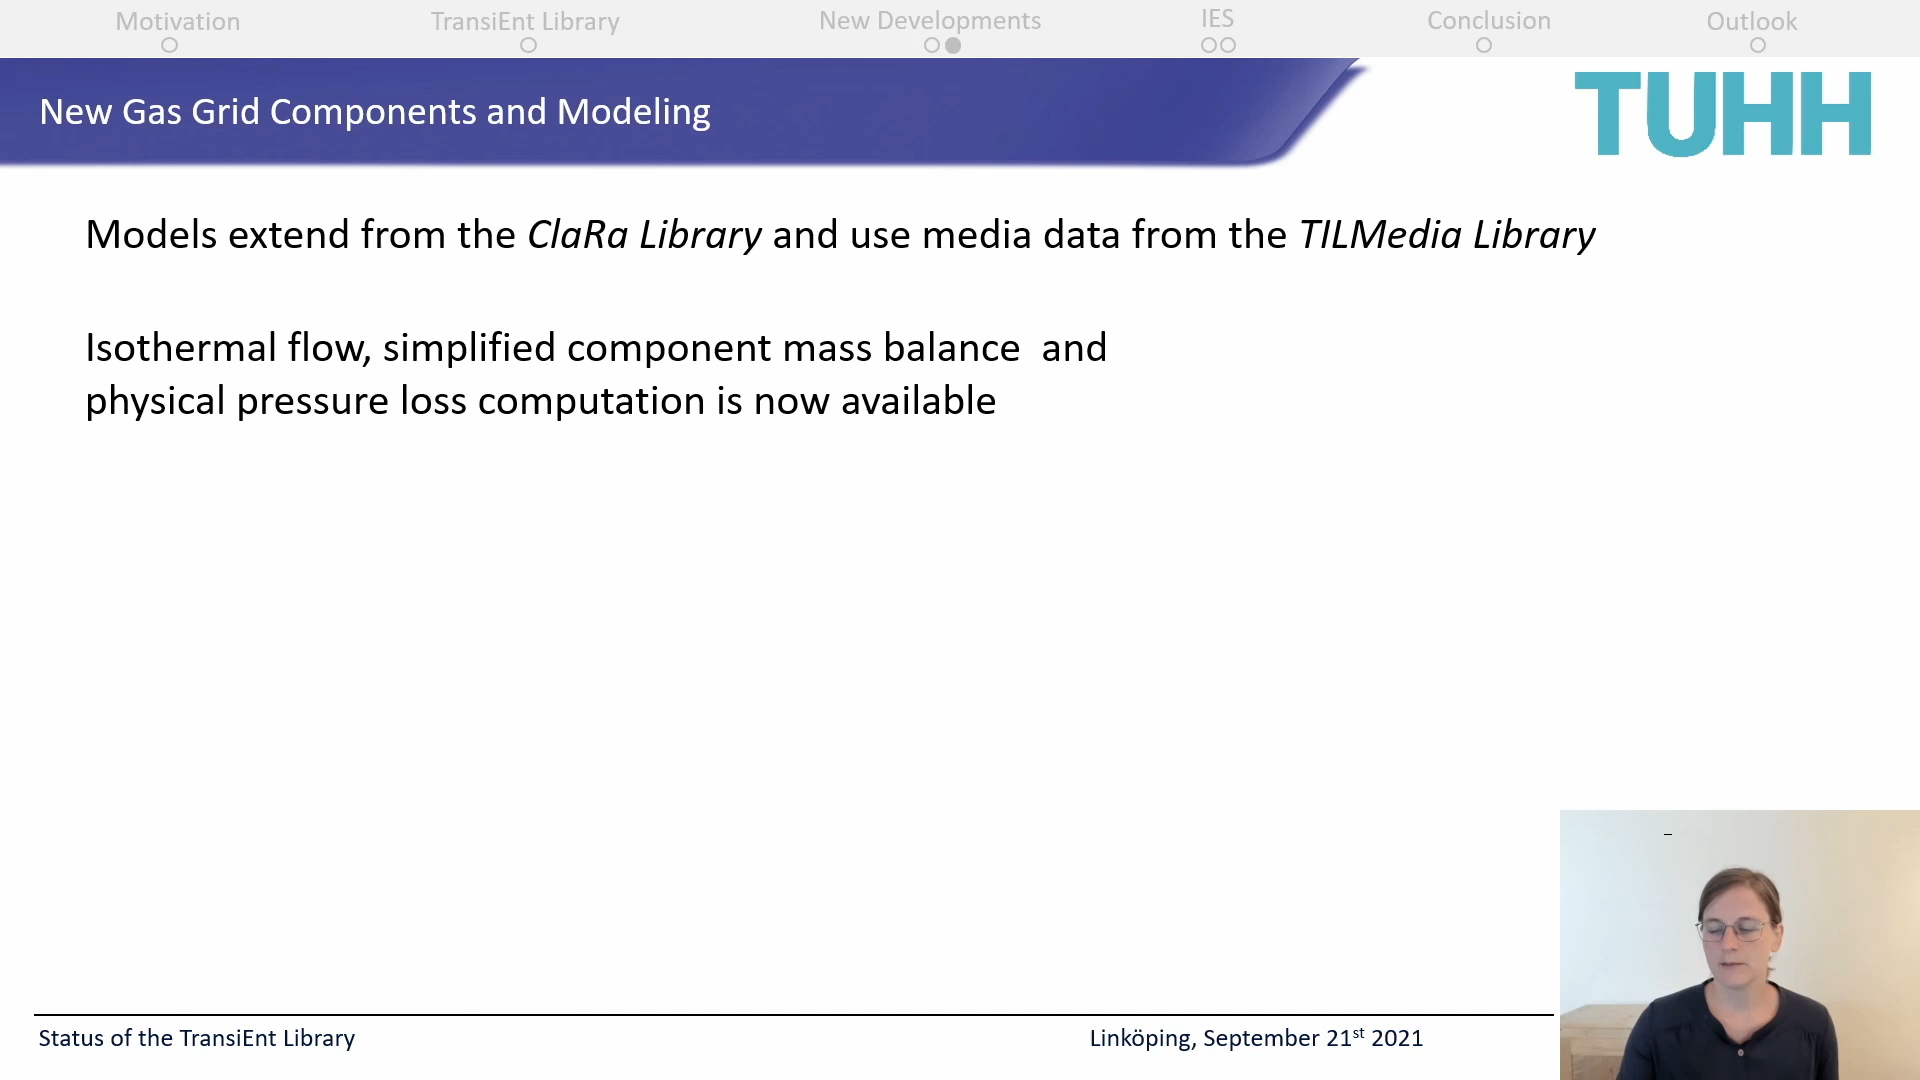 Motivation TransiEnt Library New Developments IES Conclusion Outlook
New Gas Grid Components and Modeling
TUHH
Models extend from the ClaRa Library and use media data from the TILMedia Library
Isothermal flow, simplified component mass balance and
physical pressure loss computation is now available
Status of the TransiEnt Library
Linköping, September 21st 2021